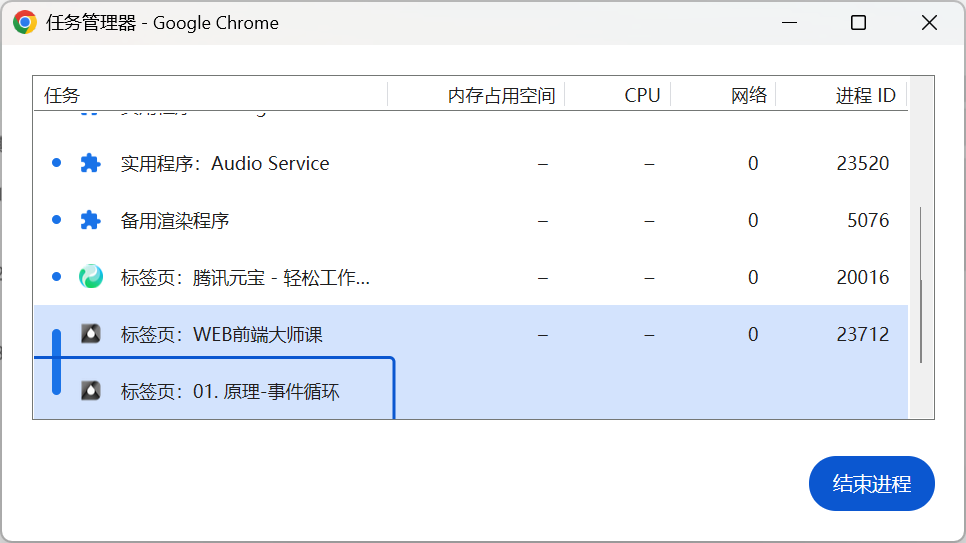 任务管理器 - Google Chrome
任务 内存占用空间 CPU 网络 进程 ID
实用程序：Audio Service – – 0 23520
备用渲染程序 – – 0 5076
标签页：腾讯元宝 - 轻松工作... – – 0 20016
标签页：WEB前端大师课 – – 0 23712
标签页：01. 原理-事件循环
结束进程